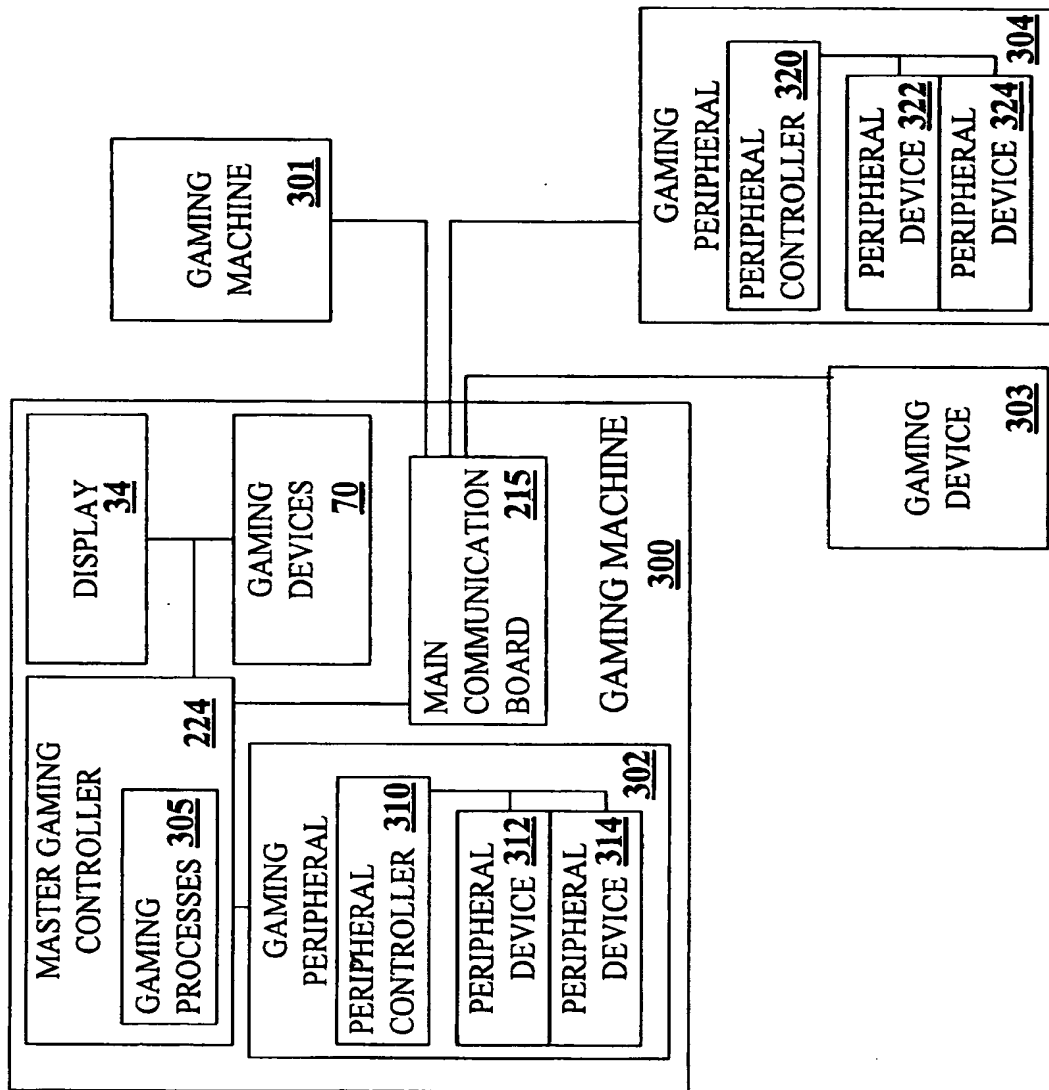 MASTER GAMING
CONTROLLER
224
GAMING
PROCESSES 305
DISPLAY
34
GAMING
DEVICES
70
GAMING
PERIPHERAL
PERIPHERAL
CONTROLLER 310
PERIPHERAL
DEVICE 312
PERIPHERAL
DEVICE 314
302
MAIN
COMMUNICATION
BOARD 215
GAMING MACHINE
300
GAMING
MACHINE
301
GAMING
DEVICE
303
GAMING
PERIPHERAL
PERIPHERAL
CONTROLLER 320
PERIPHERAL
DEVICE 322
PERIPHERAL
DEVICE 324
304